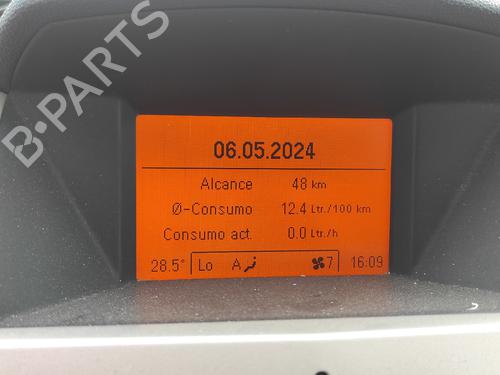 06.05.2024
Alcance 48 km
Ø-Consumo 12.4 Ltr./100 km
Consumo act. 0.0 Ltr./h
28.5° Lo A 7 16:09